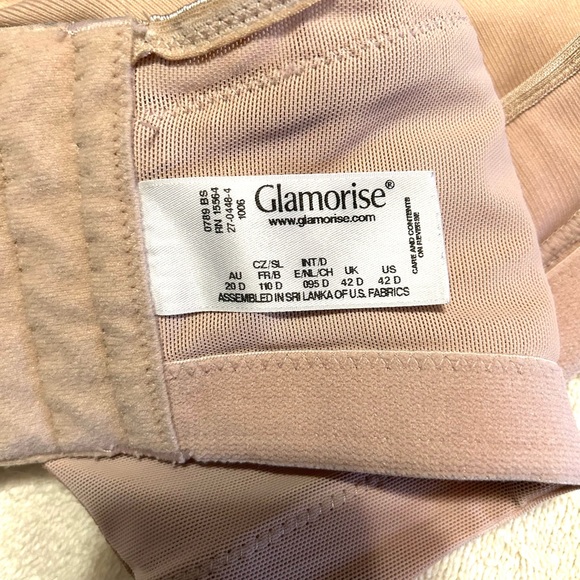 0789 BS
RN 15564
27-0448-4
1006
Glamorise®
www.glamorise.com
CZ/SL INT/D
AU FR/B E/NL/CH UK US
20 D 110 D 095 D 42 D 42 D
ASSEMBLED IN SRI LANKA OF U.S. FABRICS
CARE AND CONTENTS
ON REVERSE